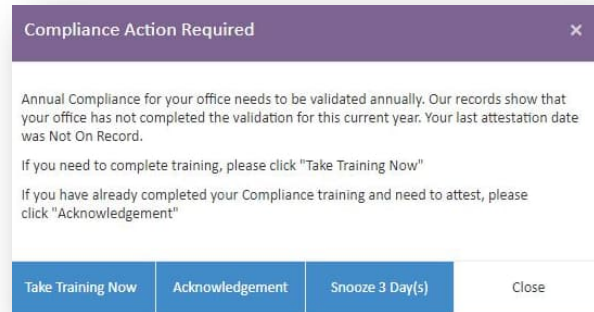 Compliance Action Required ×
Annual Compliance for your office needs to be validated annually. Our records show that
your office has not completed the validation for this current year. Your last attestation date
was Not On Record.
If you need to complete training, please click "Take Training Now"
If you have already completed your Compliance training and need to attest, please
click "Acknowledgement"
Take Training Now Acknowledgement Snooze 3 Day(s) Close